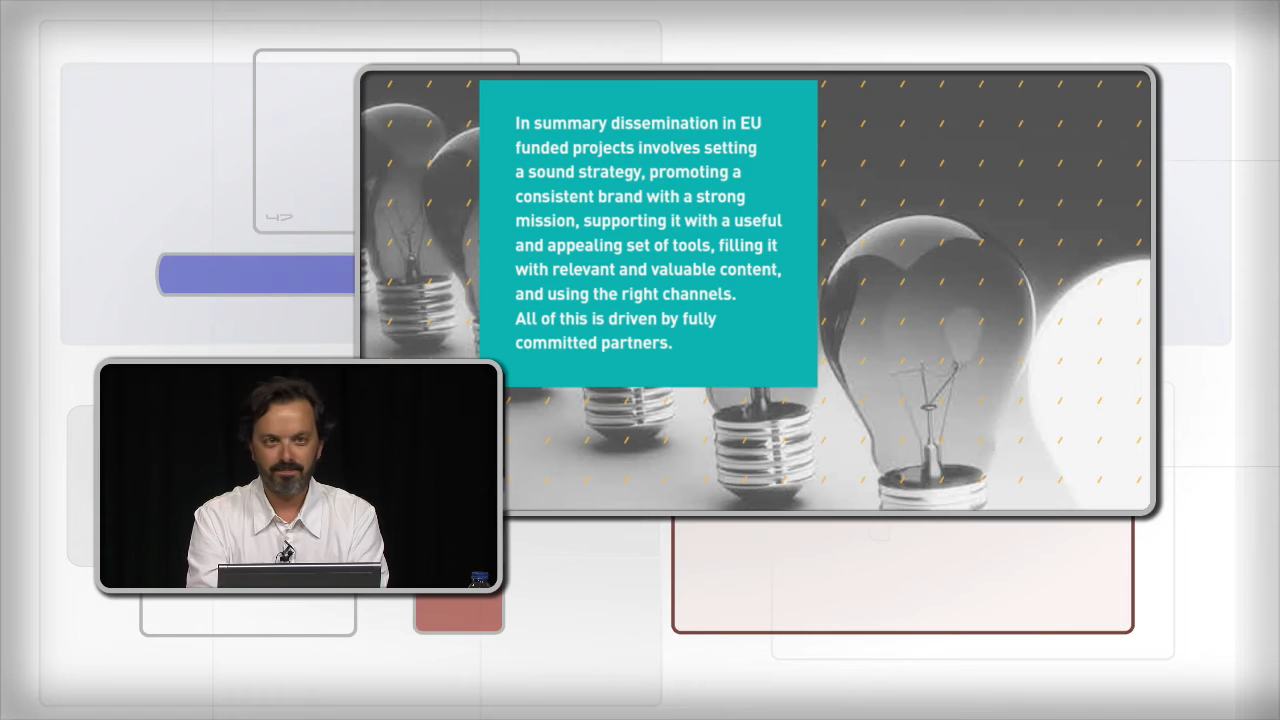 In summary dissemination in EU
funded projects involves setting
a sound strategy, promoting a
consistent brand with a strong
mission, supporting it with a useful
and appealing set of tools, filling it
with relevant and valuable content,
and using the right channels.
All of this is driven by fully
committed partners.
47